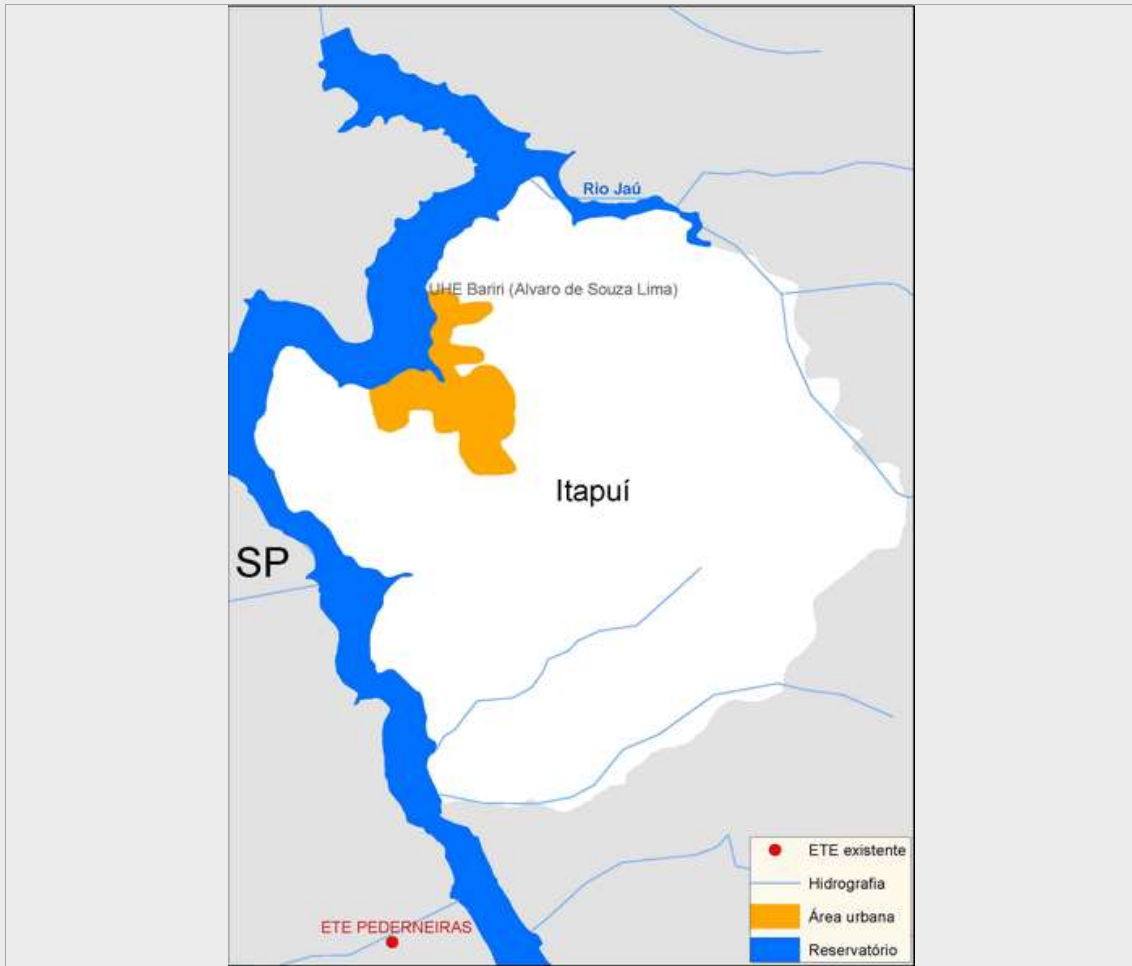 Rio Jaú
UHE Bariri (Alvaro de Souza Lima)
Itapuí
SP
ETE PEDERNEIRAS
ETE existente
Hidrografia
Área urbana
Reservatório